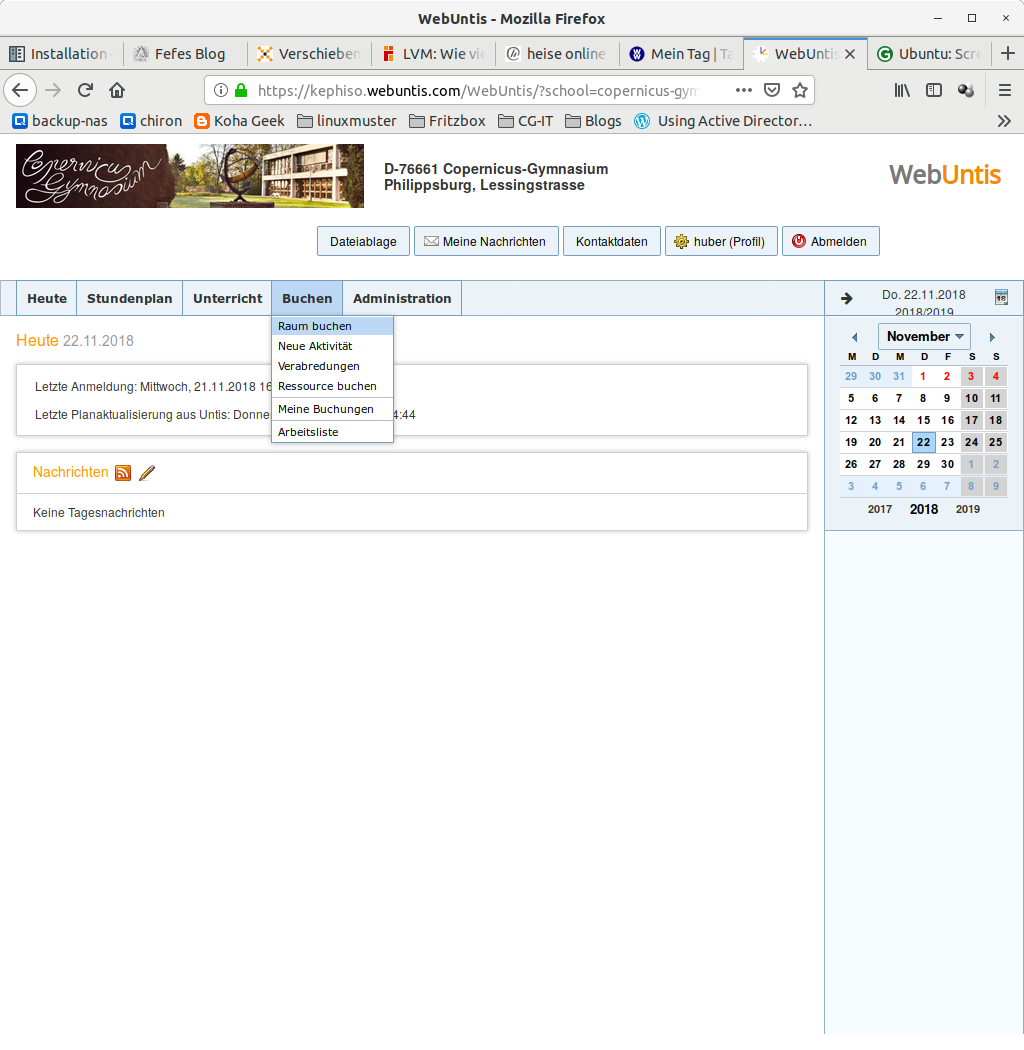 WebUntis - Mozilla Firefox
Installation
Fefes Blog
Verschieben
LVM: Wie vie
heise online
Mein Tag | Ta
WebUntis
Ubuntu: Scre
https://kephiso.webuntis.com/WebUntis/?school=copernicus-gym
backup-nas
chiron
Koha Geek
linuxmuster
Fritzbox
CG-IT
Blogs
Using Active Director…
Copernicus
Gymnasium
D-76661 Copernicus-Gymnasium
Philippsburg, Lessingstrasse
WebUntis
Dateiablage
Meine Nachrichten
Kontaktdaten
huber (Profil)
Abmelden
Heute
Stundenplan
Unterricht
Buchen
Administration
Do. 22.11.2018
2018/2019
Raum buchen
Neue Aktivität
Verabredungen
Ressource buchen
Meine Buchungen
Arbeitsliste
Heute 22.11.2018
Letzte Anmeldung: Mittwoch, 21.11.2018 16
Letzte Planaktualisierung aus Untis: Donner 4:44
Nachrichten
Keine Tagesnachrichten
November
M D M D F S S
29 30 31 1 2 3 4
5 6 7 8 9 10 11
12 13 14 15 16 17 18
19 20 21 22 23 24 25
26 27 28 29 30 1 2
3 4 5 6 7 8 9
2017 2018 2019